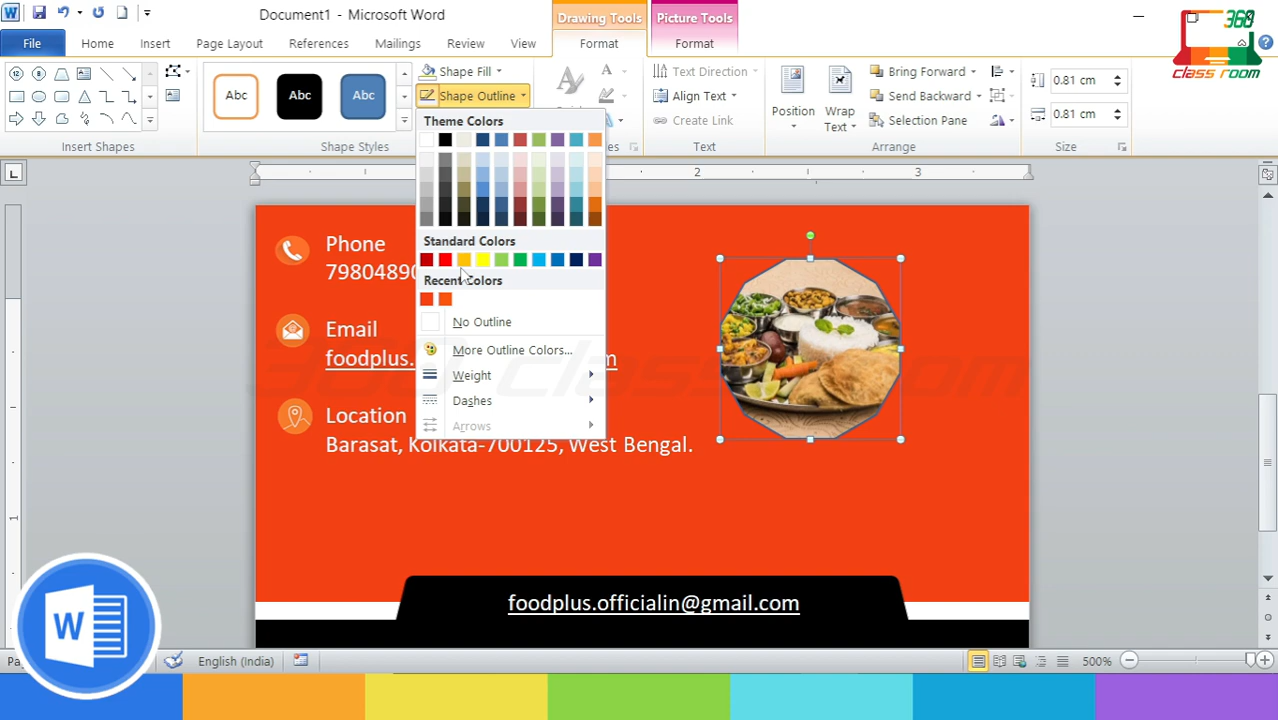 Document1 - Microsoft Word
Drawing Tools
Picture Tools
360
class room
File
Home
Insert
Page Layout
References
Mailings
Review
View
Format
Format
Abc
Abc
Abc
Shape Fill
Shape Outline
Text Direction
Align Text
Create Link
Position
Wrap
Text
Bring Forward
Send Backward
Selection Pane
0.81 cm
0.81 cm
Insert Shapes
Shape Styles
Text
Arrange
Size
Theme Colors
Standard Colors
Recent Colors
No Outline
More Outline Colors...
Weight
Dashes
Arrows
2
3
1
Phone
79804890
Email
foodplus.
Location
Barasat, Kolkata-700125, West Bengal.
foodplus.officialin@gmail.com
W
English (India)
500%